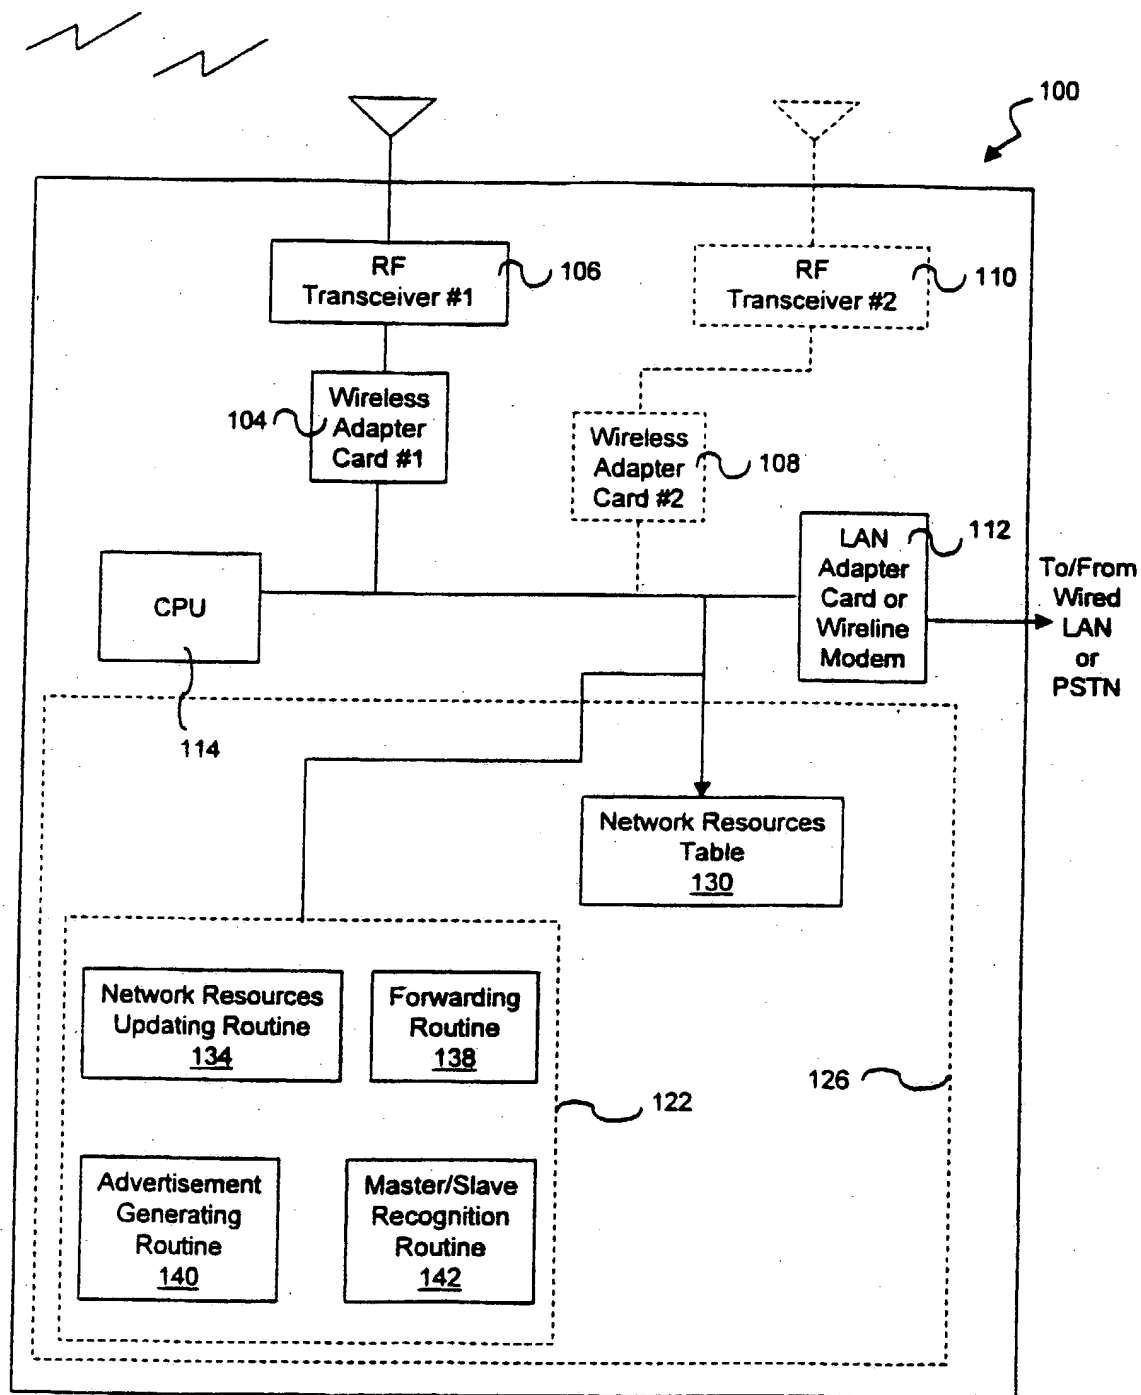 100
RF
Transceiver #1
106
RF
Transceiver #2
110
Wireless
Adapter
Card #1
104
Wireless
Adapter
Card #2
108
LAN
Adapter
Card or
Wireline
Modem
112
To/From
Wired
LAN
or
PSTN
CPU
114
Network Resources
Table
130
Network Resources
Updating Routine
134
Forwarding
Routine
138
126
122
Advertisement
Generating
Routine
140
Master/Slave
Recognition
Routine
142